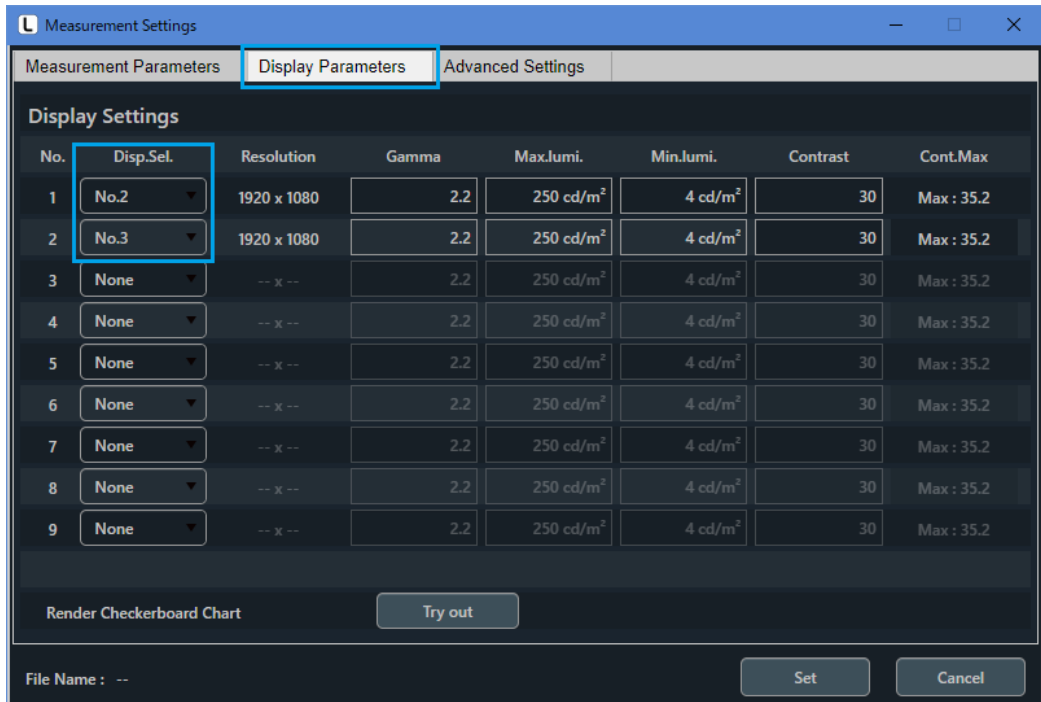 L Measurement Settings
Measurement Parameters Display Parameters Advanced Settings
Display Settings
No. Disp.Sel. Resolution Gamma Max.lumi. Min.lumi. Contrast Cont.Max
1 No.2 1920 x 1080 2.2 250 cd/m² 4 cd/m² 30 Max : 35.2
2 No.3 1920 x 1080 2.2 250 cd/m² 4 cd/m² 30 Max : 35.2
3 None -- x -- 2.2 250 cd/m² 4 cd/m² 30 Max : 35.2
4 None -- x -- 2.2 250 cd/m² 4 cd/m² 30 Max : 35.2
5 None -- x -- 2.2 250 cd/m² 4 cd/m² 30 Max : 35.2
6 None -- x -- 2.2 250 cd/m² 4 cd/m² 30 Max : 35.2
7 None -- x -- 2.2 250 cd/m² 4 cd/m² 30 Max : 35.2
8 None -- x -- 2.2 250 cd/m² 4 cd/m² 30 Max : 35.2
9 None -- x -- 2.2 250 cd/m² 4 cd/m² 30 Max : 35.2
Render Checkerboard Chart Try out
File Name : -- Set Cancel